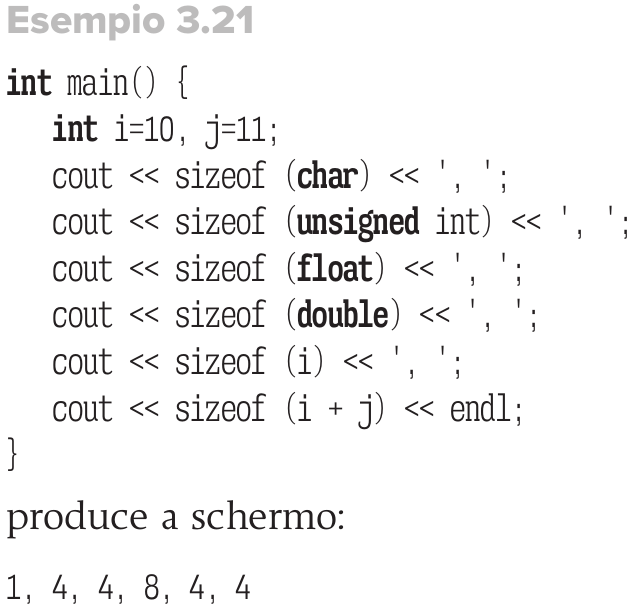 Esempio 3.21
int main() {
int i=10, j=11;
cout << sizeof (char) << ', ';
cout << sizeof (unsigned int) << ', ';
cout << sizeof (float) << ', ';
cout << sizeof (double) << ', ';
cout << sizeof (i) << ', ';
cout << sizeof (i + j) << endl;
}
produce a schermo:
1, 4, 4, 8, 4, 4